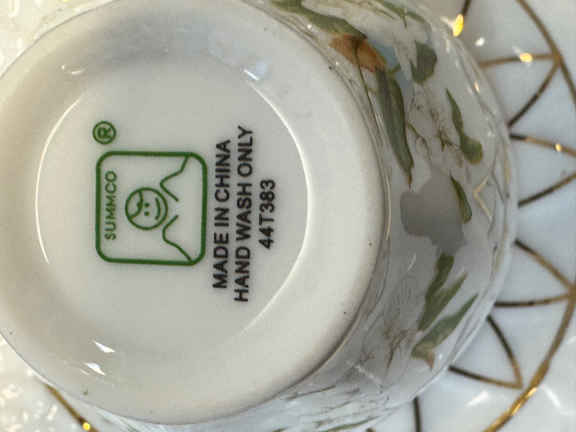 SUMMCO
®
MADE IN CHINA
HAND WASH ONLY
44T383